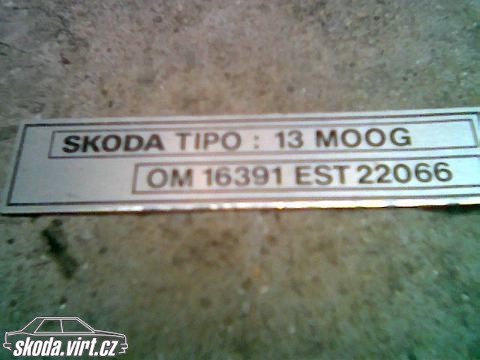 SKODA TIPO : 13 MOOG
OM 16391 EST 22066
skoda.virt.cz